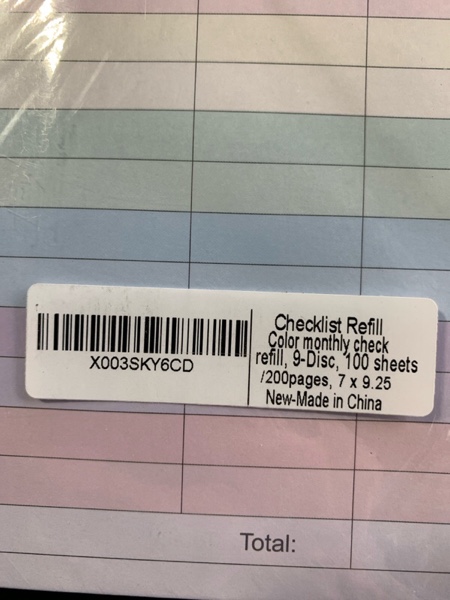 X003SKY6CD
Checklist Refill
Color monthly check
refill, 9-Disc, 100 sheets
/200pages, 7 x 9.25
New-Made in China
Total: